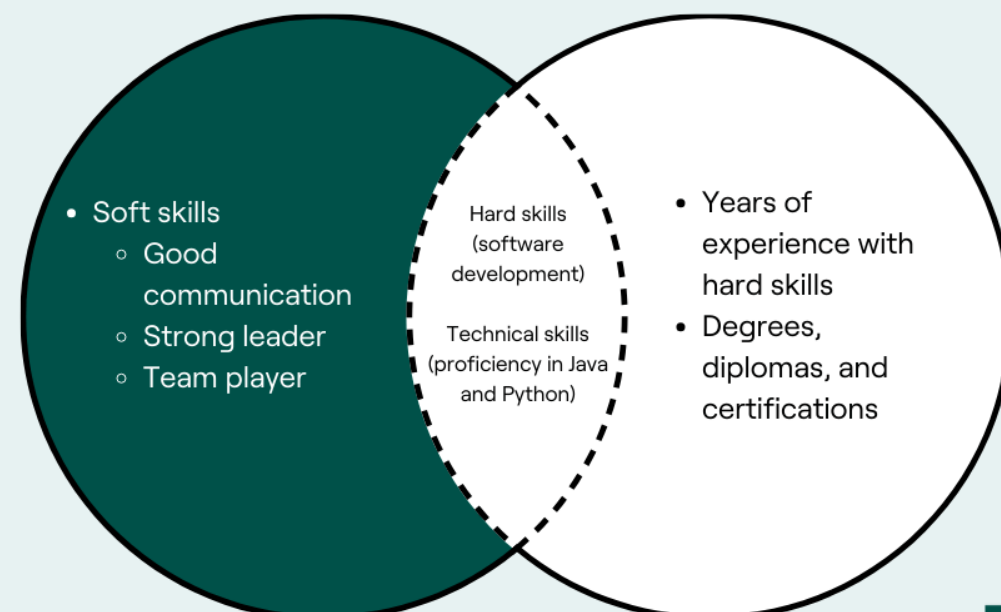 • Soft skills
◦ Good
communication
◦ Strong leader
◦ Team player
Hard skills
(software
development)
Technical skills
(proficiency in Java
and Python)
• Years of
experience with
hard skills
• Degrees,
diplomas, and
certifications